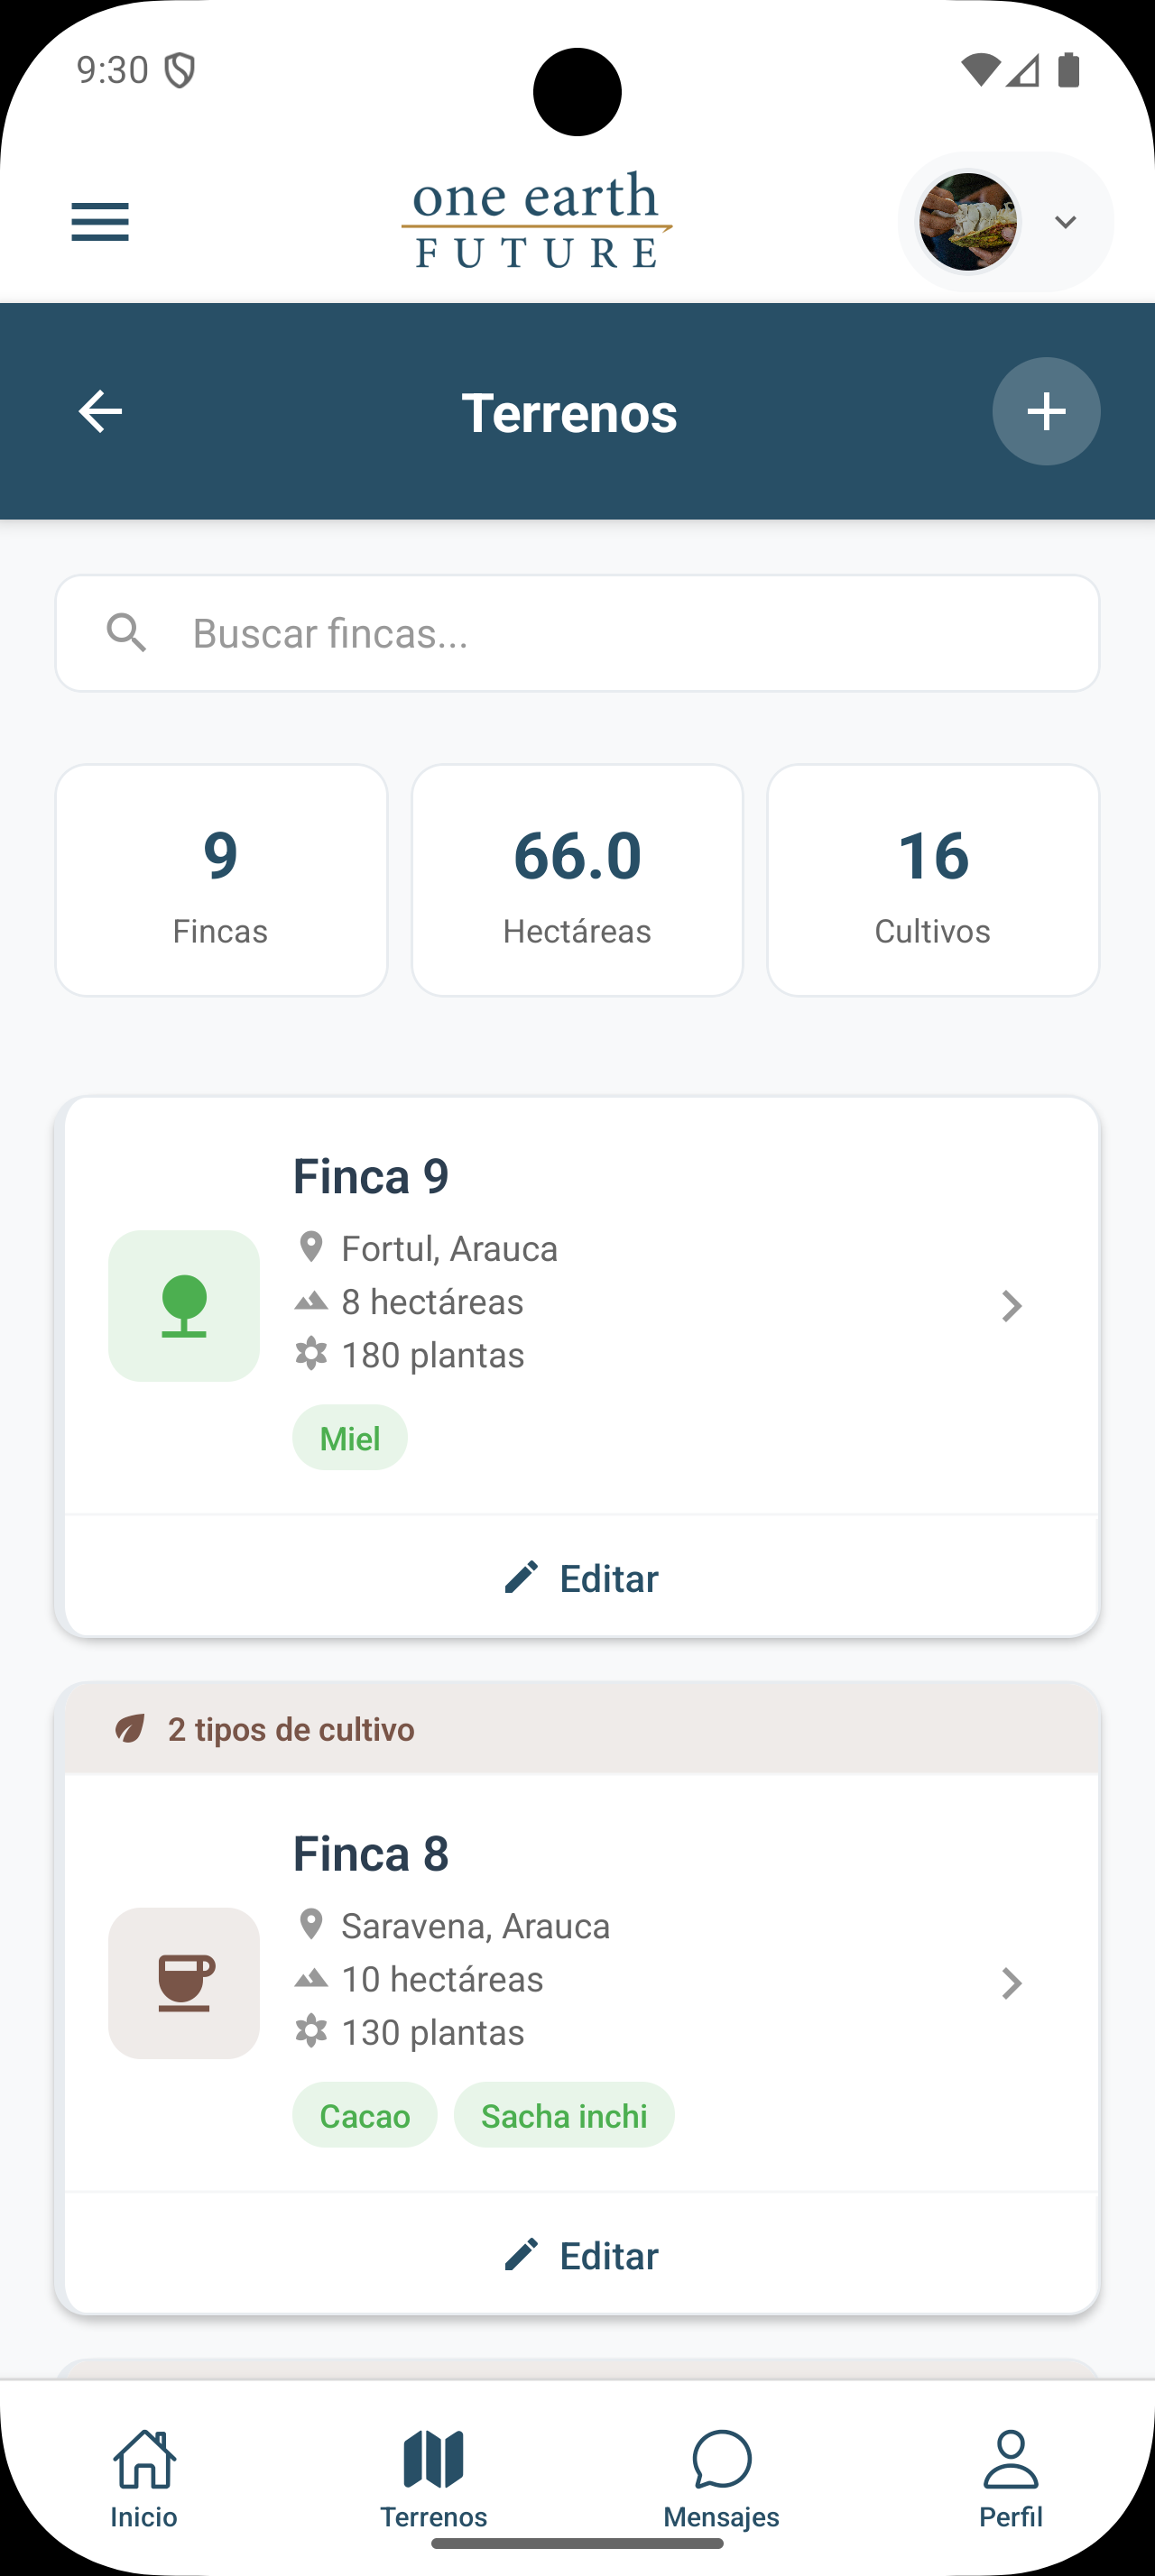 9:30
one earth
FUTURE
Terrenos
Buscar fincas...
9
Fincas
66.0
Hectáreas
16
Cultivos
Finca 9
Fortul, Arauca
8 hectáreas
180 plantas
Miel
Editar
2 tipos de cultivo
Finca 8
Saravena, Arauca
10 hectáreas
130 plantas
Cacao Sacha inchi
Editar
Inicio Terrenos Mensajes Perfil